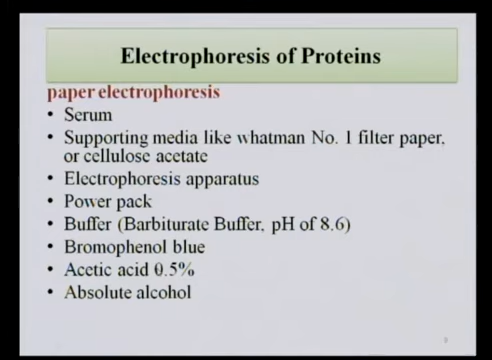 Electrophoresis of Proteins
paper electrophoresis
• Serum
• Supporting media like whatman No. 1 filter paper,
or cellulose acetate
• Electrophoresis apparatus
• Power pack
• Buffer (Barbiturate Buffer, pH of 8.6)
• Bromophenol blue
• Acetic acid 0.5%
• Absolute alcohol